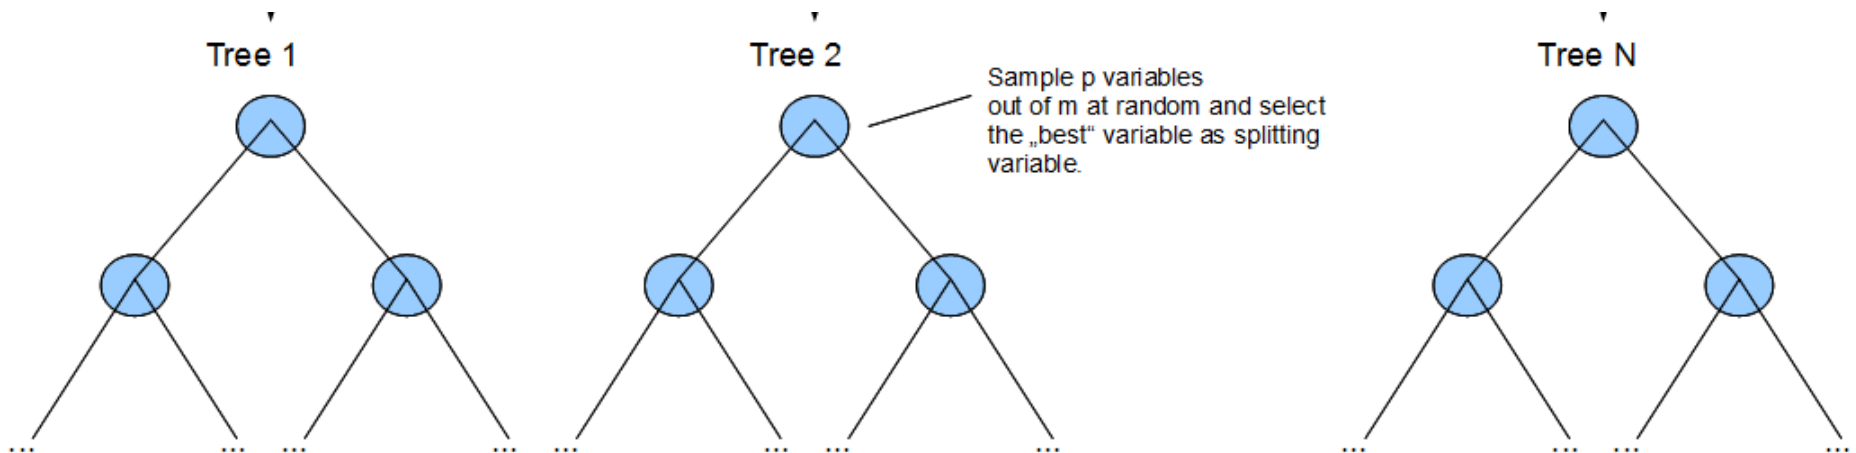 Tree 1
Tree 2
Tree N
Sample p variables
out of m at random and select
the „best“ variable as splitting
variable.
... ... ... ... ... ... ... ... ... ... ... ...